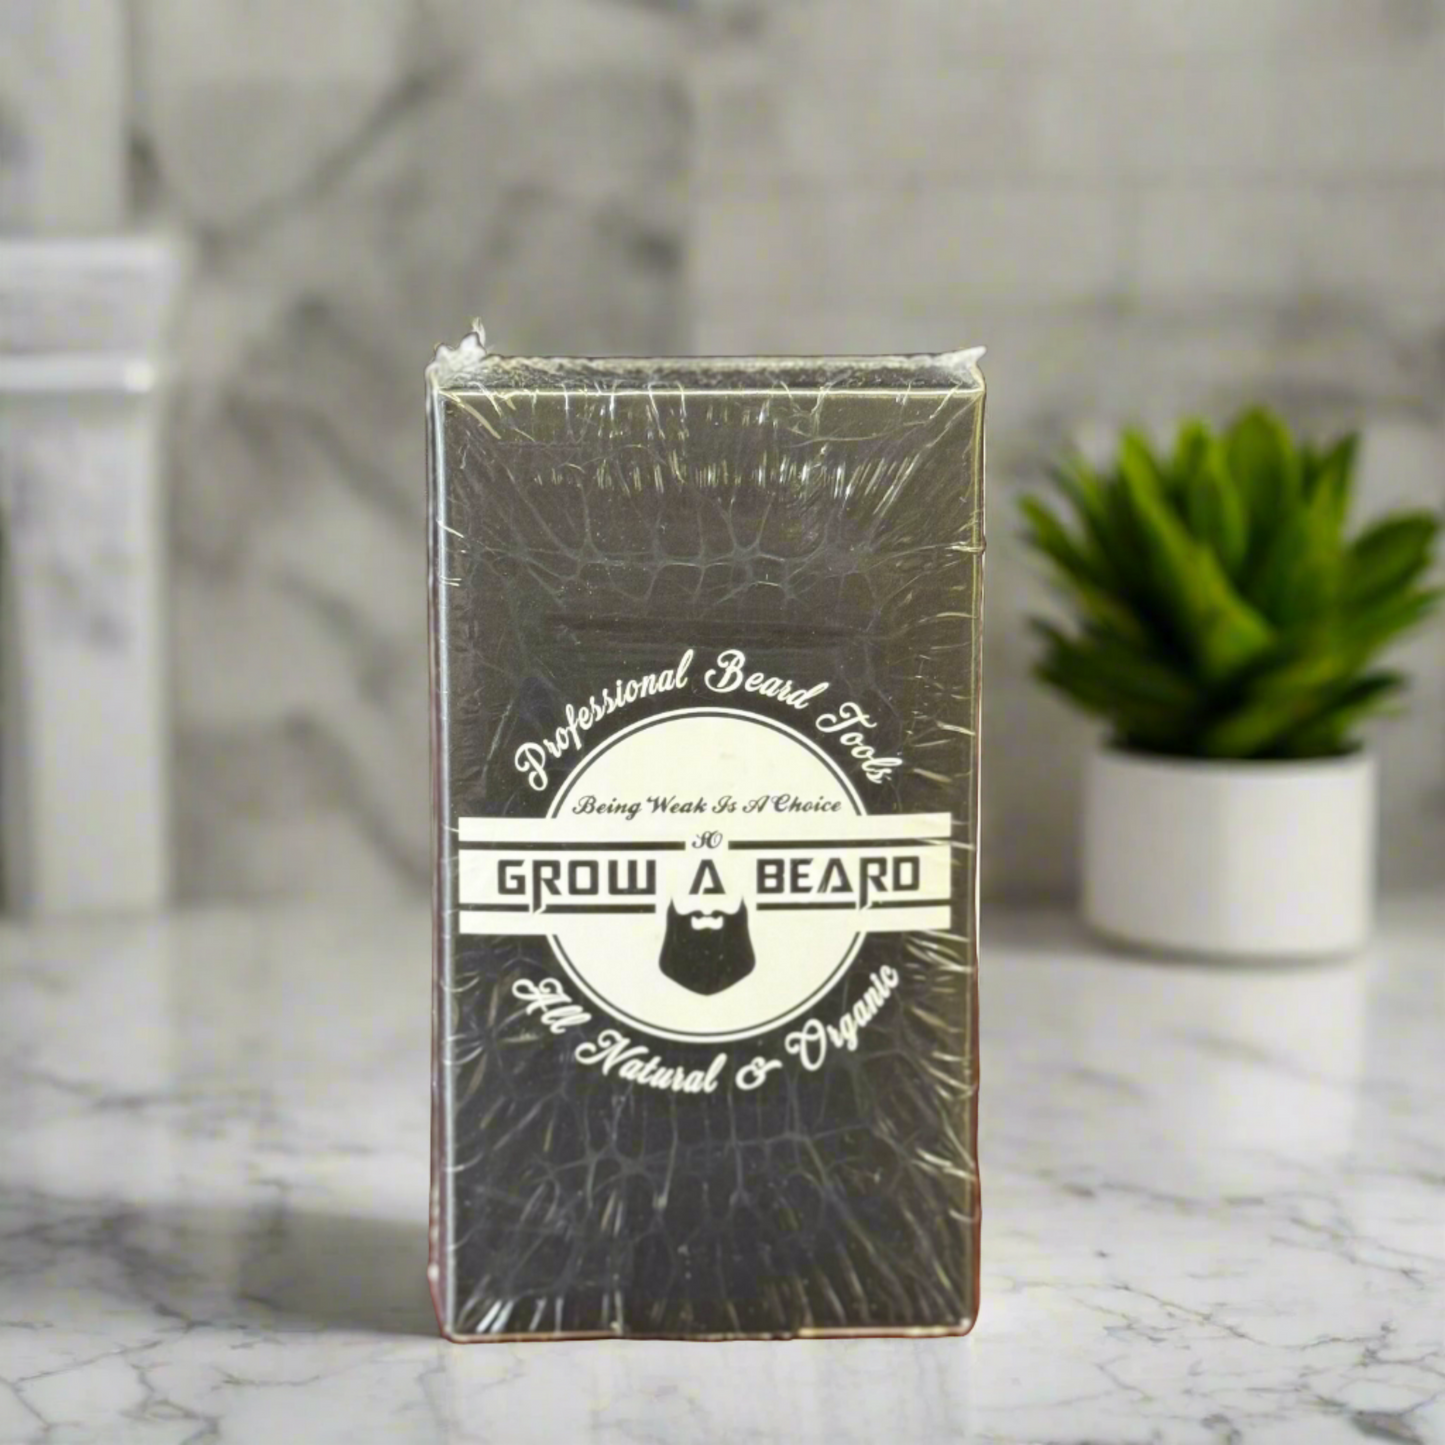 Professional Beard Tools
Being Weak Is A Choice
SO
GROW A BEARD
All Natural & Organic